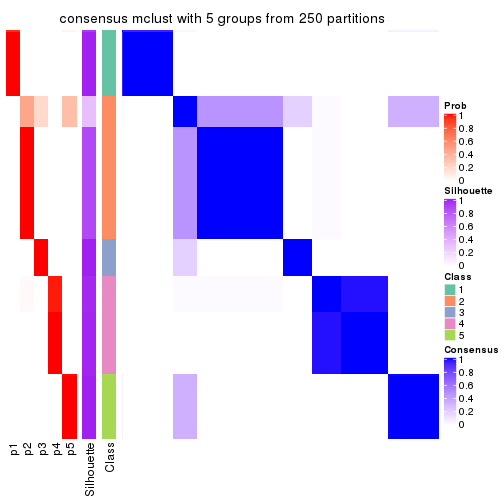 consensus mclust with 5 groups from 250 partitions
Prob
1
0.8
0.6
0.4
0.2
0
Silhouette
1
0.8
0.6
0.4
0.2
0
Class
1
2
3
4
5
Consensus
1
0.8
0.6
0.4
0.2
0
p1
p2
p3
p4
p5
Silhouette
Class